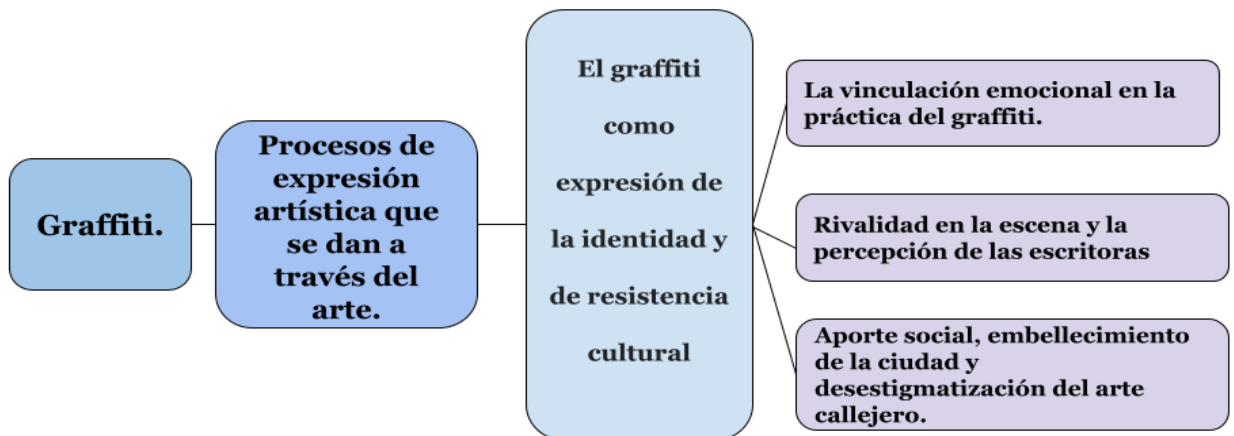 Graffiti.
Procesos de
expresión
artística que
se dan a
través del
arte.
El graffiti
como
expresión de
la identidad y
de resistencia
cultural
La vinculación emocional en la
práctica del graffiti.
Rivalidad en la escena y la
percepción de las escritoras
Aporte social, embellecimiento
de la ciudad y
desestigmatización del arte
callejero.